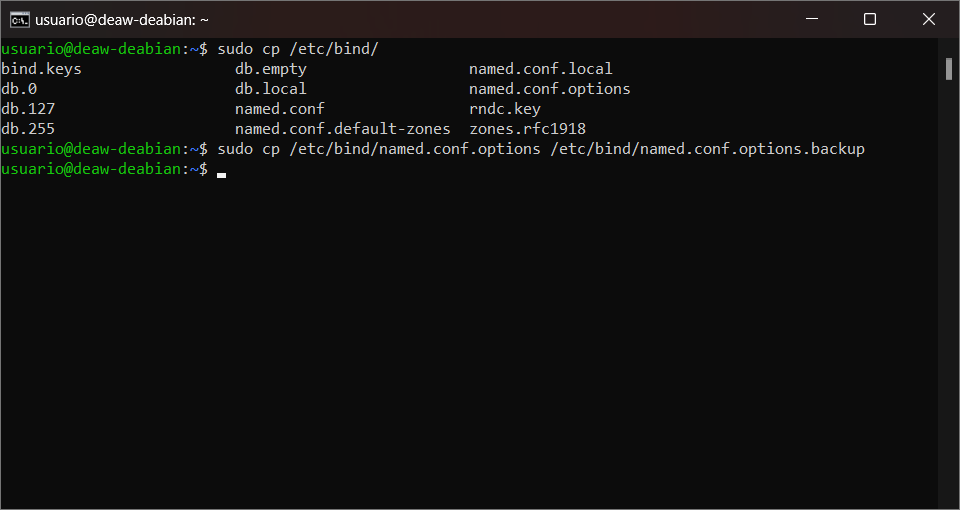 usuario@deaw-deabian: ~
usuario@deaw-deabian:~$ sudo cp /etc/bind/
bind.keys db.empty named.conf.local
db.0 db.local named.conf.options
db.127 named.conf rndc.key
db.255 named.conf.default-zones zones.rfc1918
usuario@deaw-deabian:~$ sudo cp /etc/bind/named.conf.options /etc/bind/named.conf.options.backup
usuario@deaw-deabian:~$